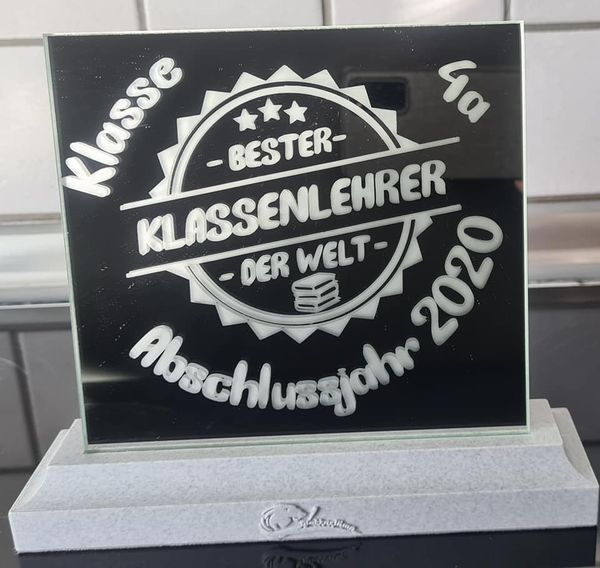 Klasse 4a
- BESTER -
KLASSENLEHRER
- DER WELT -
Abschlussjahr 2020